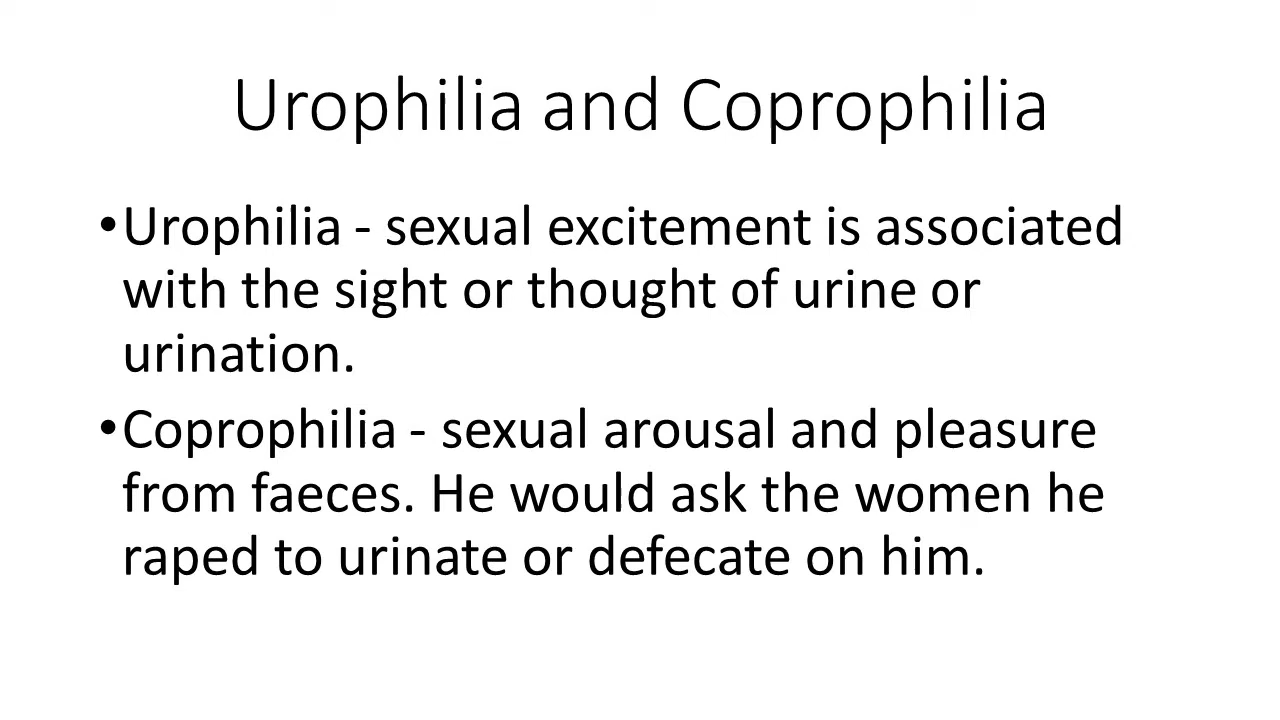 Urophilia and Coprophilia
•Urophilia - sexual excitement is associated
with the sight or thought of urine or
urination.
•Coprophilia - sexual arousal and pleasure
from faeces. He would ask the women he
raped to urinate or defecate on him.